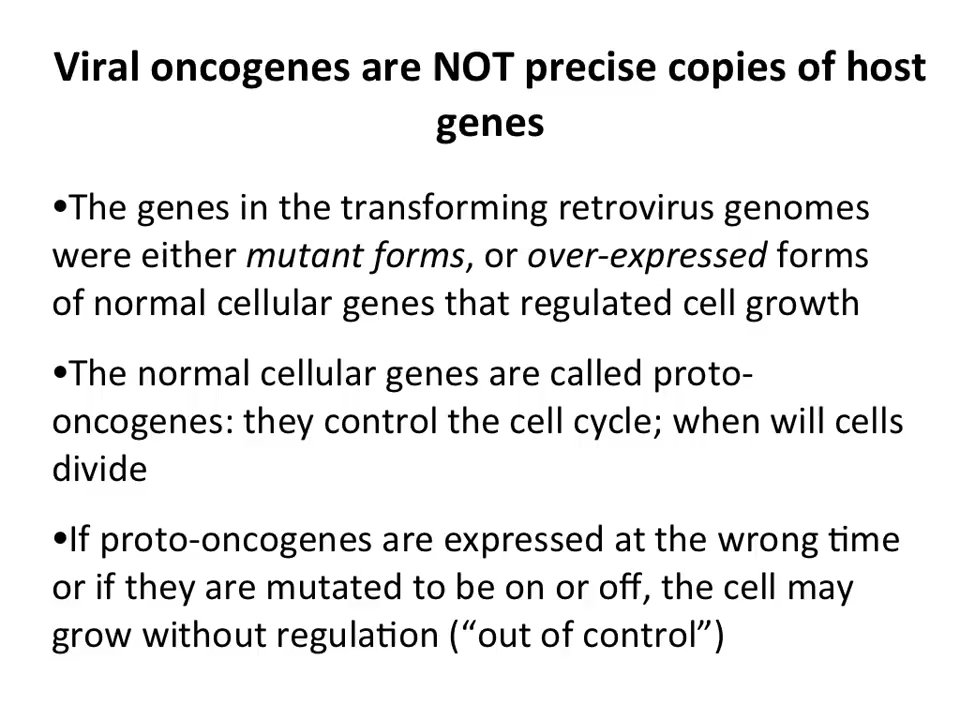 Viral oncogenes are NOT precise copies of host
genes
•The genes in the transforming retrovirus genomes
were either mutant forms, or over-expressed forms
of normal cellular genes that regulated cell growth
•The normal cellular genes are called proto-
oncogenes: they control the cell cycle; when will cells
divide
•If proto-oncogenes are expressed at the wrong time
or if they are mutated to be on or off, the cell may
grow without regulation (“out of control”)